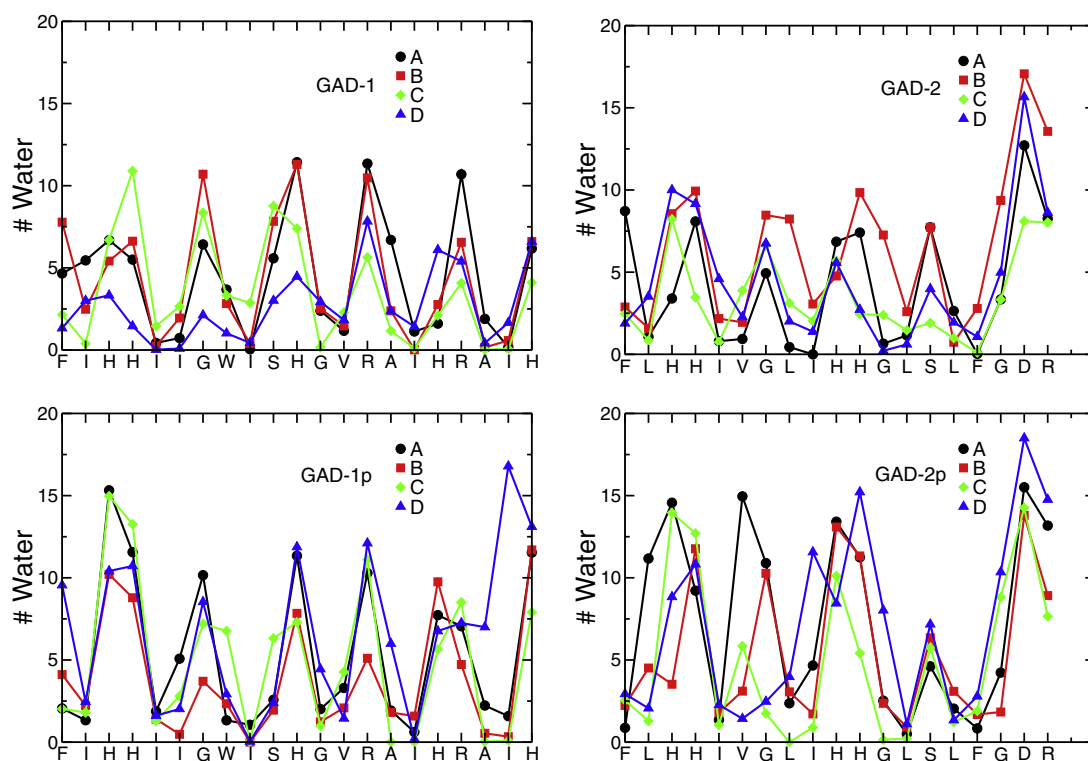 20
15
10
5
0
# Water
GAD-1
A
B
C
D
F I H H I I G W I S H G V R A I H R A I H
20
15
10
5
0
# Water
GAD-2
A
B
C
D
F L H H I V G L I H H G L S L F G D R
20
15
10
5
0
# Water
GAD-1p
A
B
C
D
F I H H I I G W I S H G V R A I H R A I H
20
15
10
5
0
# Water
GAD-2p
A
B
C
D
F L H H I V G L I H H G L S L F G D R